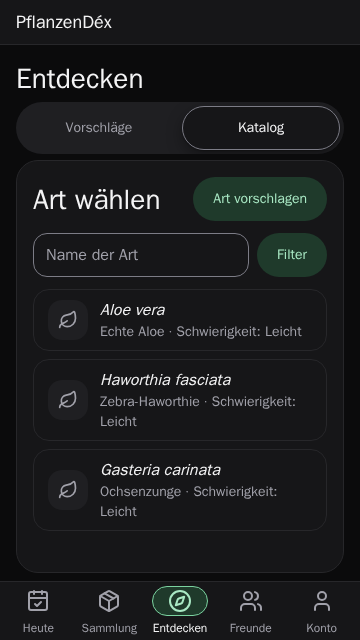 PflanzenDéx
Entdecken
Vorschläge
Katalog
Art wählen
Art vorschlagen
Name der Art
Filter
Aloe vera
Echte Aloe · Schwierigkeit: Leicht
Haworthia fasciata
Zebra-Haworthie · Schwierigkeit:
Leicht
Gasteria carinata
Ochsenzunge · Schwierigkeit:
Leicht
Heute
Sammlung
Entdecken
Freunde
Konto